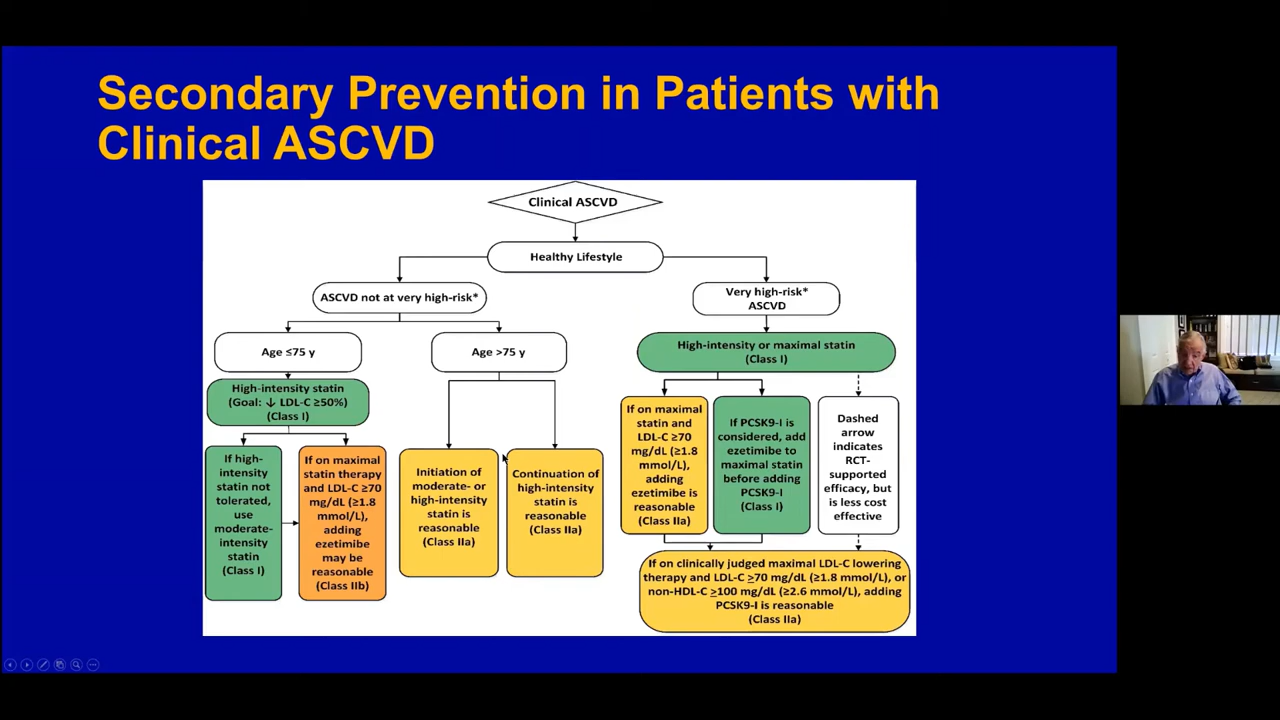 Secondary Prevention in Patients with
Clinical ASCVD
Clinical ASCVD
Healthy Lifestyle
ASCVD not at very high-risk*
Very high-risk*
ASCVD
Age ≤75 y
Age >75 y
High-intensity or maximal statin
(Class I)
High-intensity statin
(Goal: ↓ LDL-C ≥50%)
(Class I)
If high-
intensity
statin not
tolerated,
use
moderate-
intensity
statin
(Class I)
If on maximal
statin therapy
and LDL-C ≥70
mg/dL (≥1.8
mmol/L),
adding
ezetimibe
may be
reasonable
(Class IIb)
Initiation of
moderate- or
high-intensity
statin is
reasonable
(Class IIa)
Continuation of
high-intensity
statin is
reasonable
(Class IIa)
If on maximal
statin and
LDL-C ≥70
mg/dL (≥1.8
mmol/L),
adding
ezetimibe is
reasonable
(Class IIa)
If PCSK9-I is
considered, add
ezetimibe to
maximal statin
before adding
PCSK9-I
(Class I)
Dashed
arrow
indicates
RCT-
supported
efficacy, but
is less cost
effective
If on clinically judged maximal LDL-C lowering
therapy and LDL-C ≥70 mg/dL (≥1.8 mmol/L), or
non-HDL-C ≥100 mg/dL (≥2.6 mmol/L), adding
PCSK9-I is reasonable
(Class IIa)